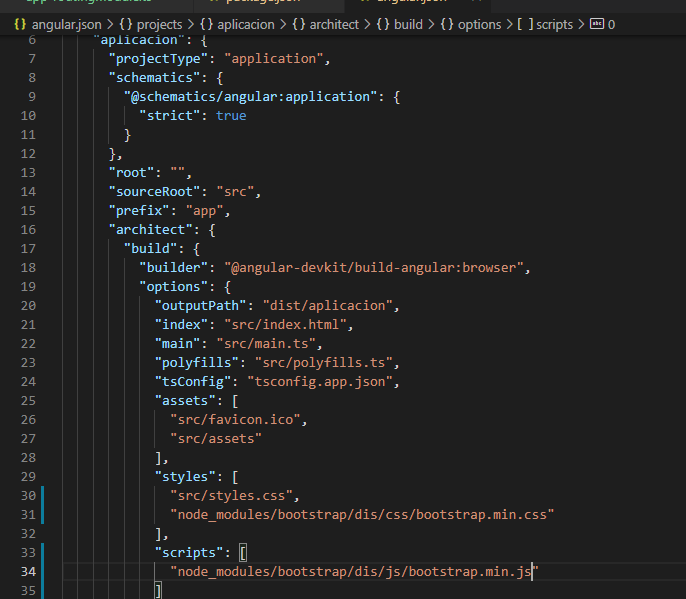 angular.json > {} projects > {} aplicacion > {} architect > {} build > {} options > [ ] scripts > abc 0
6 "aplicacion": {
7 "projectType": "application",
8 "schematics": {
9 "@schematics/angular:application": {
10 "strict": true
11 }
12 },
13 "root": "",
14 "sourceRoot": "src",
15 "prefix": "app",
16 "architect": {
17 "build": {
18 "builder": "@angular-devkit/build-angular:browser",
19 "options": {
20 "outputPath": "dist/aplicacion",
21 "index": "src/index.html",
22 "main": "src/main.ts",
23 "polyfills": "src/polyfills.ts",
24 "tsConfig": "tsconfig.app.json",
25 "assets": [
26 "src/favicon.ico",
27 "src/assets"
28 ],
29 "styles": [
30 "src/styles.css",
31 "node_modules/bootstrap/dis/css/bootstrap.min.css"
32 ],
33 "scripts": [
34 "node_modules/bootstrap/dis/js/bootstrap.min.js"
35 ]